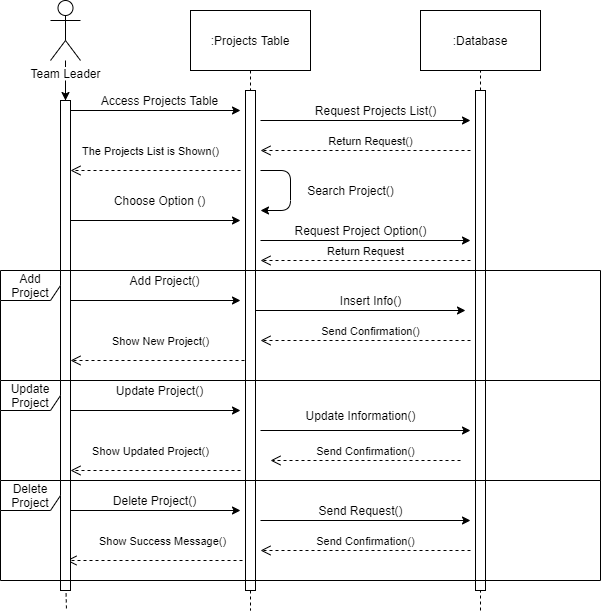 :Projects Table
:Database
Team Leader
Access Projects Table
Request Projects List()
Return Request()
The Projects List is Shown()
Search Project()
Choose Option ()
Request Project Option()
Return Request
Add
Project
Add Project()
Insert Info()
Send Confirmation()
Show New Project()
Update
Project
Update Project()
Update Information()
Send Confirmation()
Show Updated Project()
Delete
Project
Delete Project()
Send Request()
Send Confirmation()
Show Success Message()